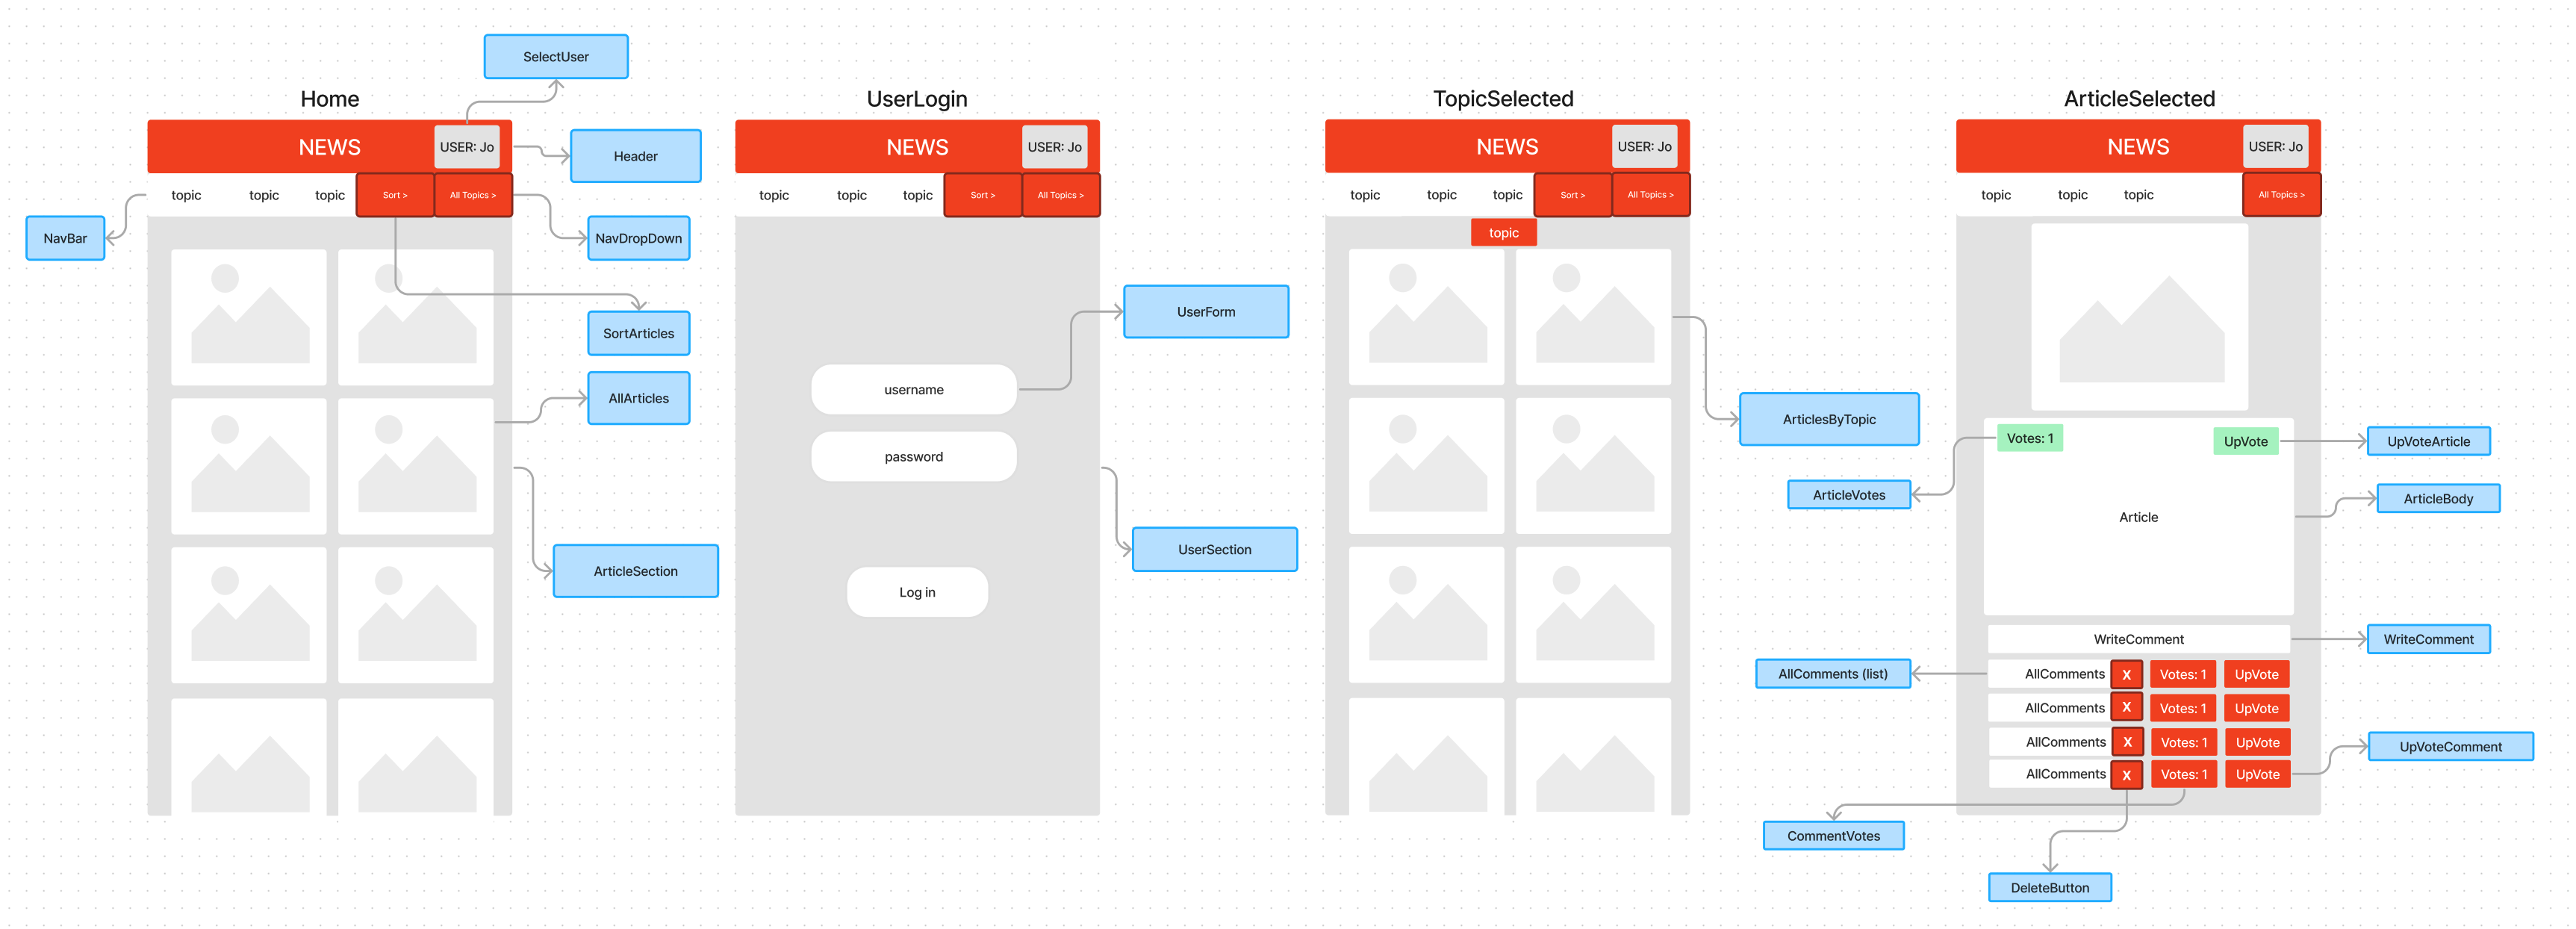 SelectUser
Home
NEWS
USER: Jo
Header
topic
topic
topic
Sort >
All Topics >
NavBar
NavDropDown
SortArticles
AllArticles
ArticleSection
UserLogin
NEWS
USER: Jo
topic
topic
topic
Sort >
All Topics >
UserForm
username
password
UserSection
Log in
TopicSelected
NEWS
USER: Jo
topic
topic
topic
Sort >
All Topics >
topic
ArticlesByTopic
ArticleSelected
NEWS
USER: Jo
topic
topic
topic
All Topics >
Votes: 1
UpVote
UpVoteArticle
ArticleVotes
ArticleBody
Article
WriteComment
WriteComment
AllComments (list)
AllComments X Votes: 1 UpVote
AllComments X Votes: 1 UpVote
AllComments X Votes: 1 UpVote
UpVoteComment
AllComments X Votes: 1 UpVote
CommentVotes
DeleteButton